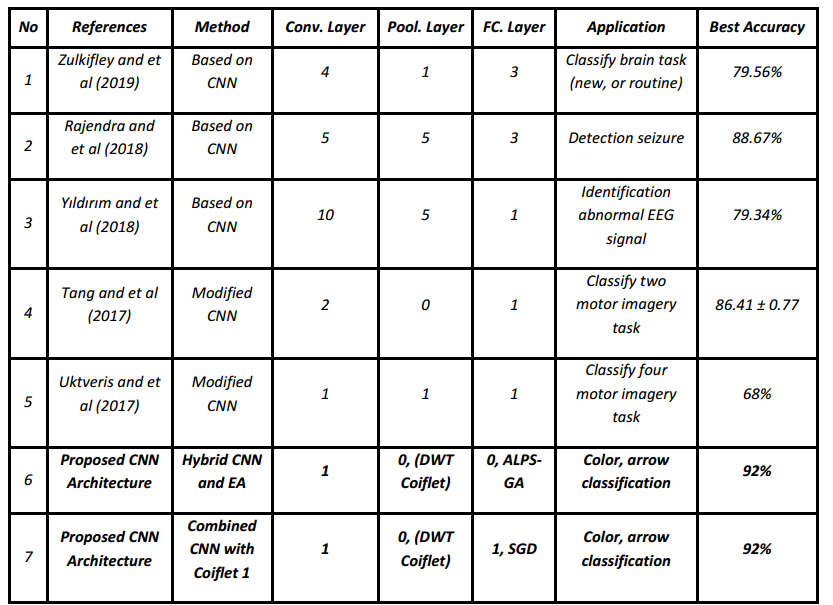 No References Method Conv. Layer Pool. Layer FC. Layer Application Best Accuracy
1 Zulkifley and et al (2019) Based on CNN 4 1 3 Classify brain task (new, or routine) 79.56%
2 Rajendra and et al (2018) Based on CNN 5 5 3 Detection seizure 88.67%
3 Yıldırım and et al (2018) Based on CNN 10 5 1 Identification abnormal EEG signal 79.34%
4 Tang and et al (2017) Modified CNN 2 0 1 Classify two motor imagery task 86.41 ± 0.77
5 Uktveris and et al (2017) Modified CNN 1 1 1 Classify four motor imagery task 68%
6 Proposed CNN Architecture Hybrid CNN and EA 1 0, (DWT Coiflet) 0, ALPS-GA Color, arrow classification 92%
7 Proposed CNN Architecture Combined CNN with Coiflet 1 1 0, (DWT Coiflet) 1, SGD Color, arrow classification 92%